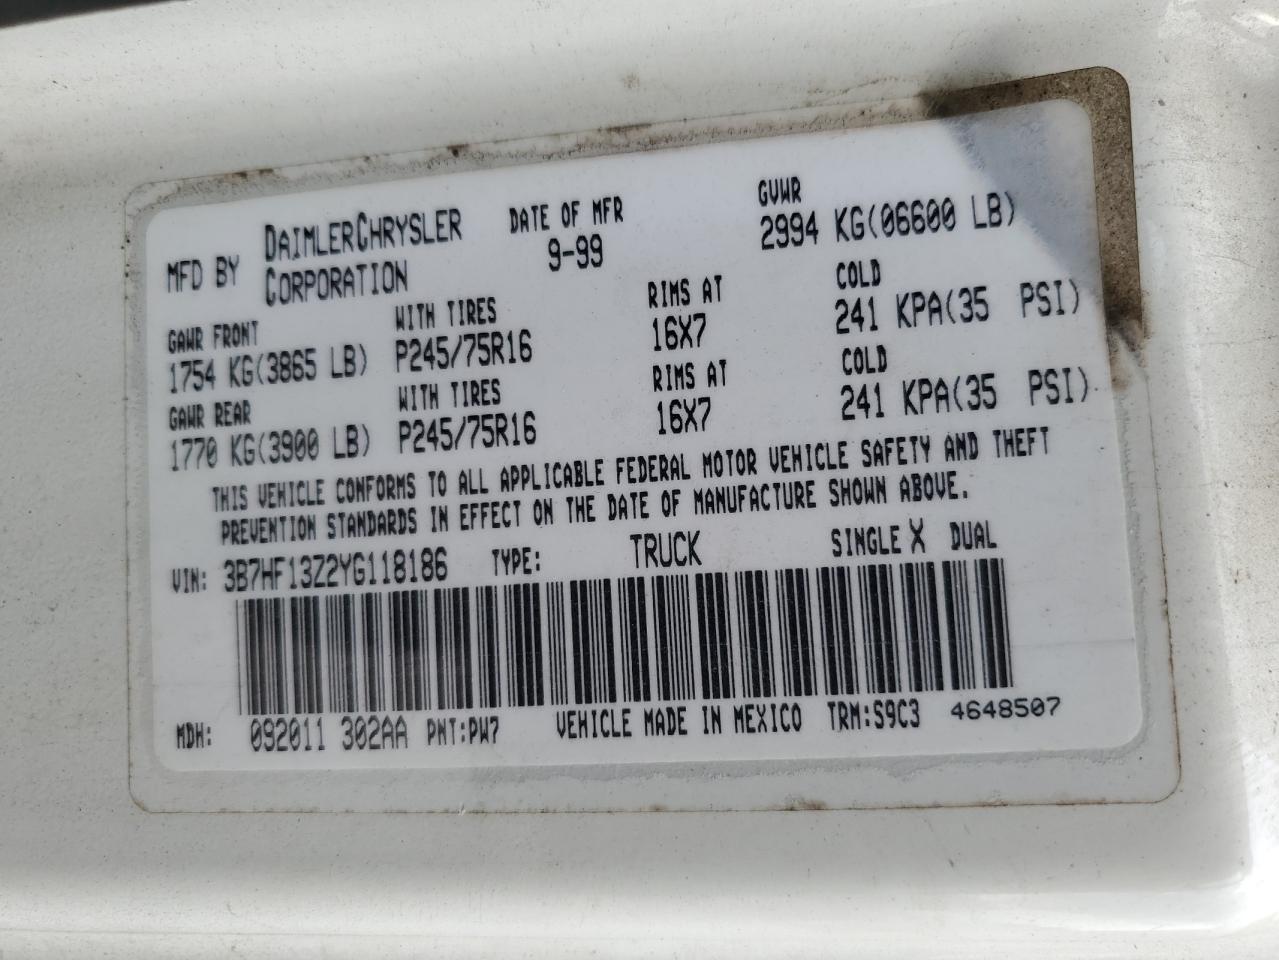 MFD BY DAIMLERCHRYSLER CORPORATION DATE OF MFR 9-99 GVWR 2994 KG(06600 LB)
GAWR FRONT WITH TIRES RIMS AT COLD
1754 KG(3865 LB) P245/75R16 16X7 241 KPA(35 PSI)
GAWR REAR WITH TIRES RIMS AT COLD
1770 KG(3900 LB) P245/75R16 16X7 241 KPA(35 PSI)
THIS VEHICLE CONFORMS TO ALL APPLICABLE FEDERAL MOTOR VEHICLE SAFETY AND THEFT
PREVENTION STANDARDS IN EFFECT ON THE DATE OF MANUFACTURE SHOWN ABOVE.
VIN: 3B7HF13Z2YG118186 TYPE: TRUCK SINGLE X DUAL
MDH: 092011 302AA PNT:PW7 VEHICLE MADE IN MEXICO TRM:S9C3 4648507